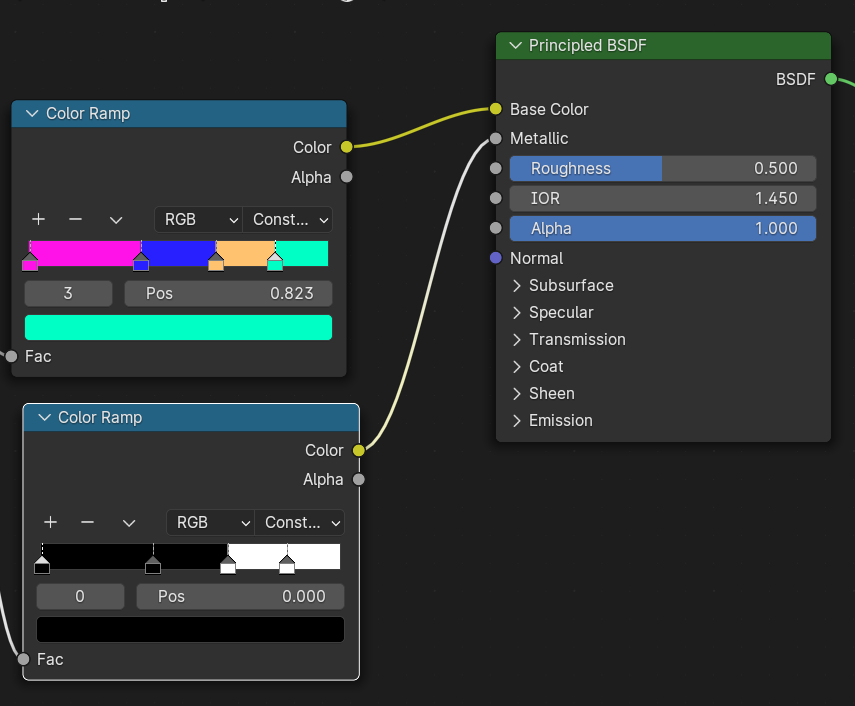 Principled BSDF
BSDF
Base Color
Metallic
Roughness 0.500
IOR 1.450
Alpha 1.000
Normal
Subsurface
Specular
Transmission
Coat
Sheen
Emission
Color Ramp
Color
Alpha
RGB Const...
3 Pos 0.823
Fac
Color Ramp
Color
Alpha
RGB Const...
0 Pos 0.000
Fac